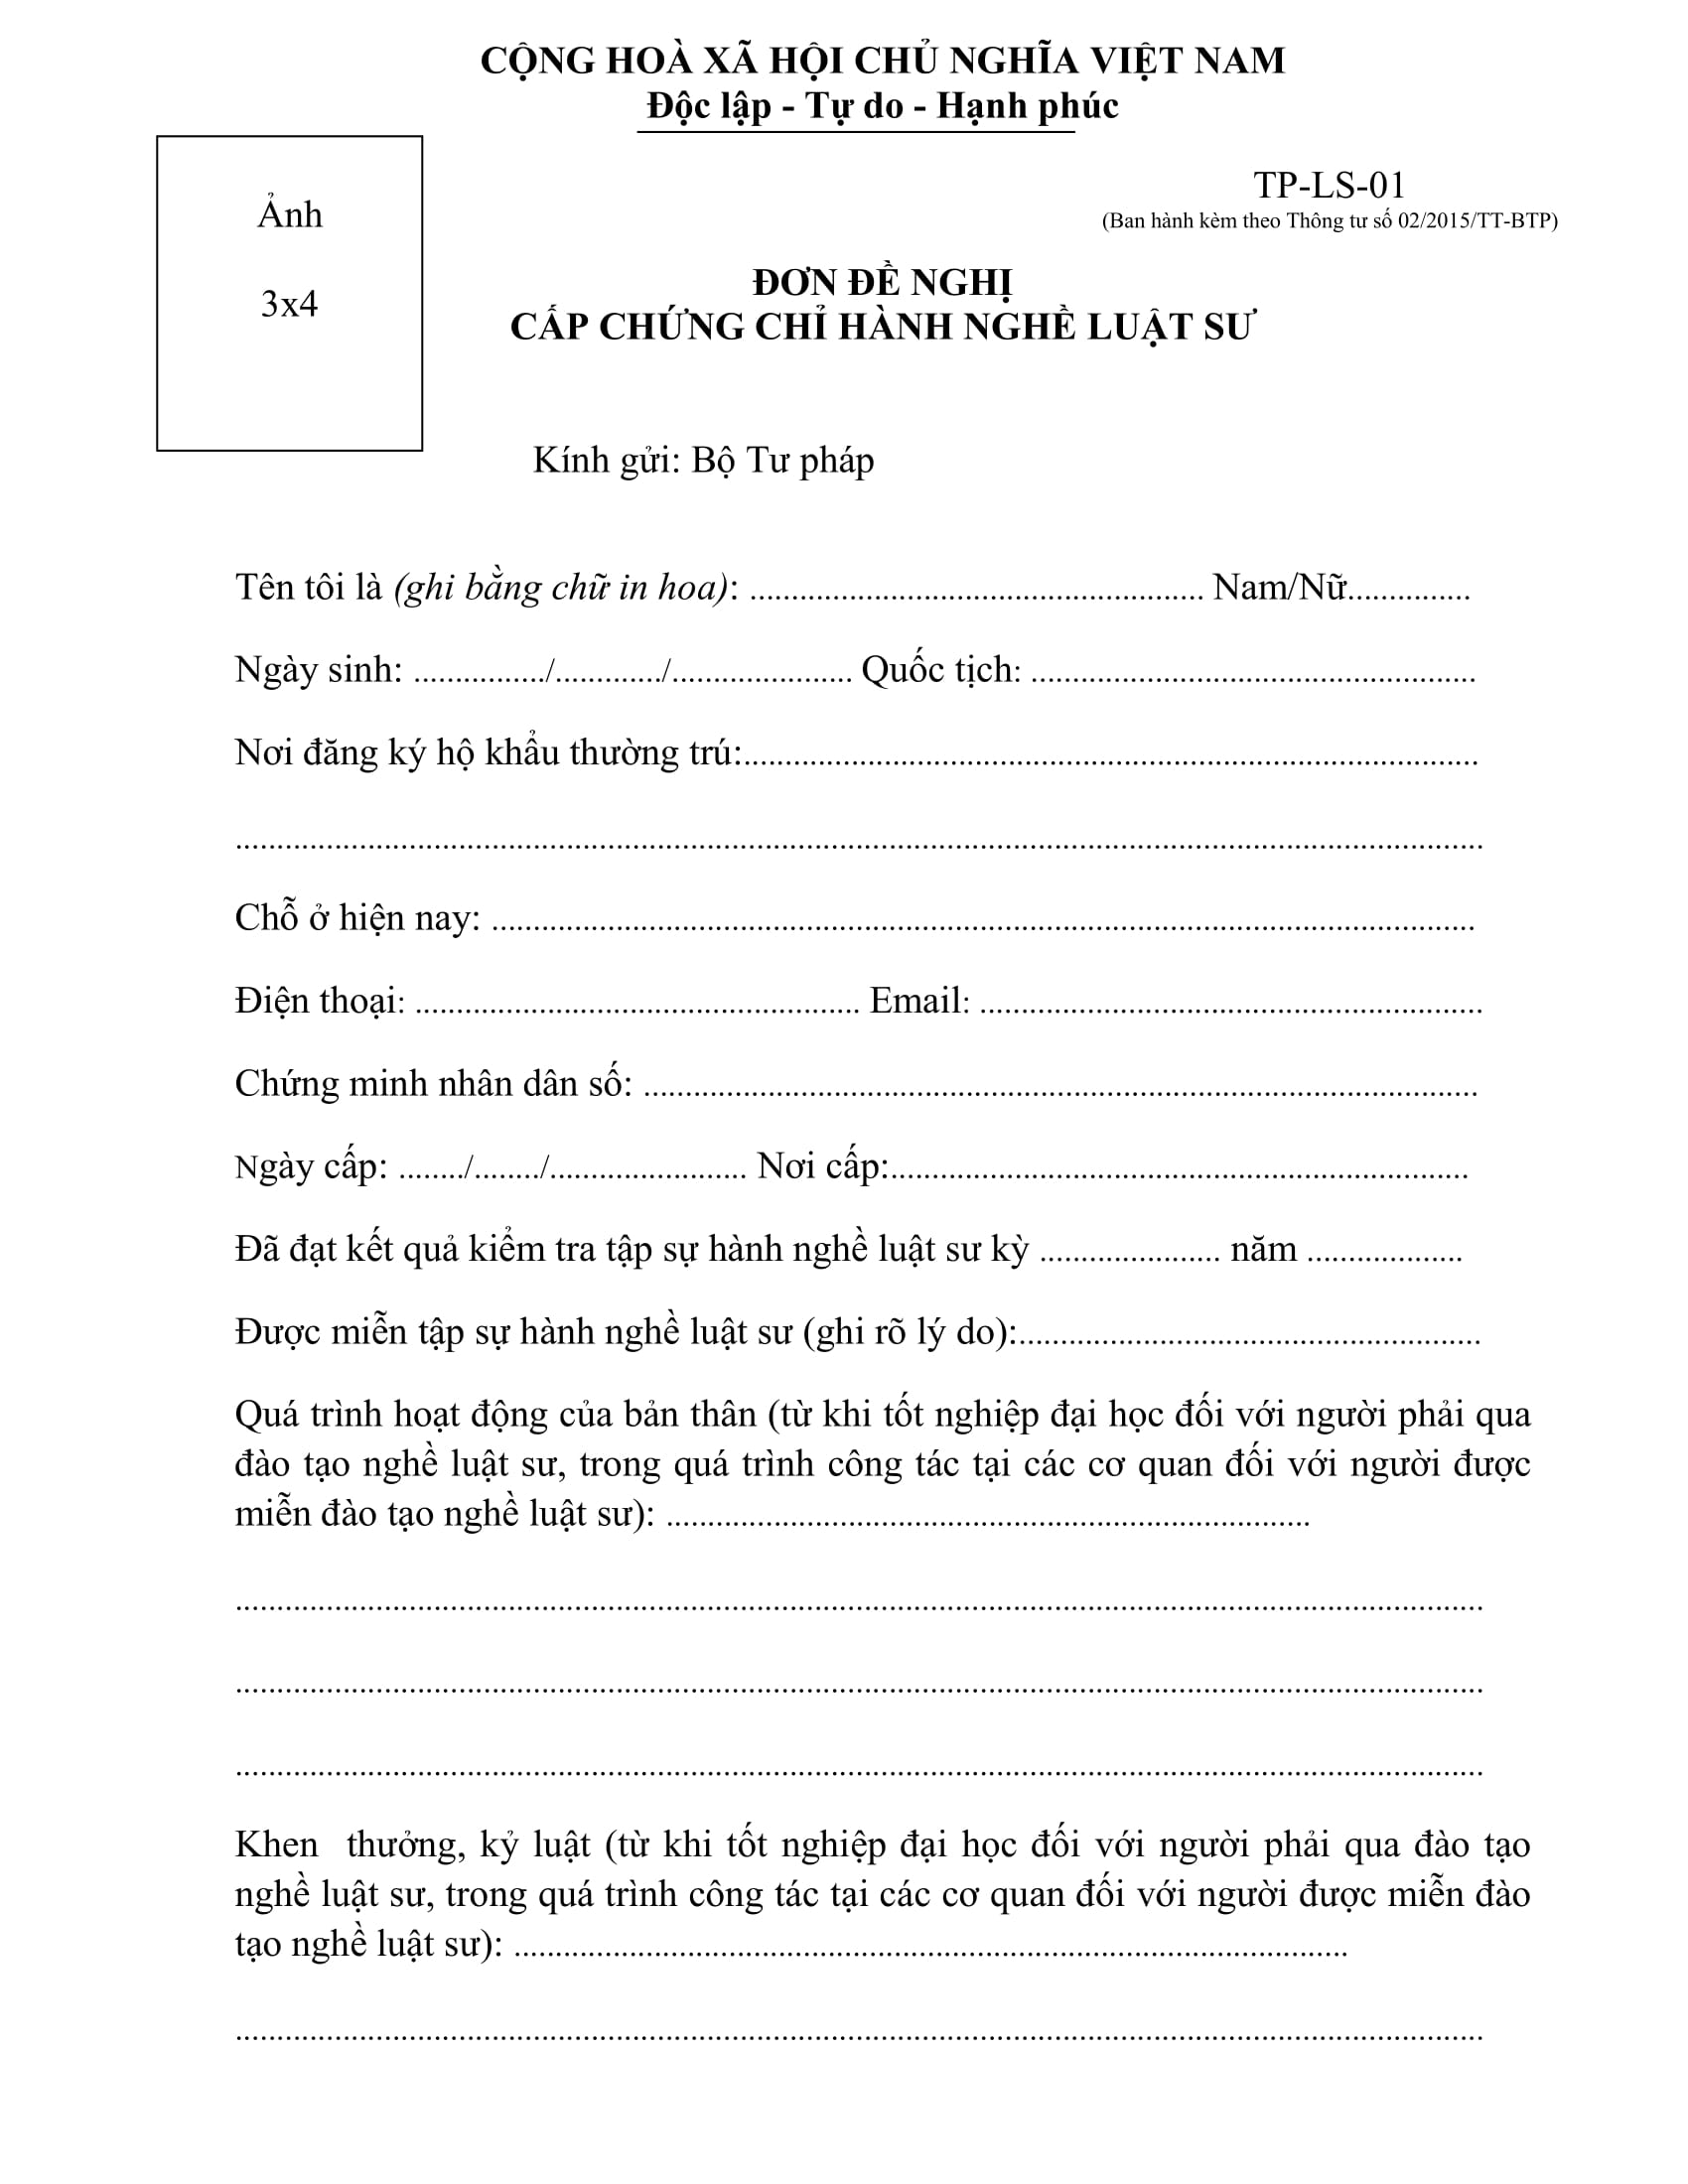 CỘNG HOÀ XÃ HỘI CHỦ NGHĨA VIỆT NAM
Độc lập - Tự do - Hạnh phúc
Ảnh
3x4
TP-LS-01
(Ban hành kèm theo Thông tư số 02/2015/TT-BTP)
ĐƠN ĐỀ NGHỊ
CẤP CHỨNG CHỈ HÀNH NGHỀ LUẬT SƯ
Kính gửi: Bộ Tư pháp
Tên tôi là (ghi bằng chữ in hoa): ....................................................... Nam/Nữ...............
Ngày sinh: ................/............./...................... Quốc tịch: ......................................................
Nơi đăng ký hộ khẩu thường trú:.........................................................................................
.......................................................................................................................................................
Chỗ ở hiện nay: .......................................................................................................................
Điện thoại: ...................................................... Email: .............................................................
Chứng minh nhân dân số: .....................................................................................................
Ngày cấp: ......../......../........................ Nơi cấp:......................................................................
Đã đạt kết quả kiểm tra tập sự hành nghề luật sư kỳ ...................... năm ...................
Được miễn tập sự hành nghề luật sư (ghi rõ lý do):........................................................
Quá trình hoạt động của bản thân (từ khi tốt nghiệp đại học đối với người phải qua
đào tạo nghề luật sư, trong quá trình công tác tại các cơ quan đối với người được
miễn đào tạo nghề luật sư): ..............................................................................
.......................................................................................................................................................
.......................................................................................................................................................
.......................................................................................................................................................
Khen thưởng, kỷ luật (từ khi tốt nghiệp đại học đối với người phải qua đào tạo
nghề luật sư, trong quá trình công tác tại các cơ quan đối với người được miễn đào
tạo nghề luật sư): .....................................................................................................
.......................................................................................................................................................